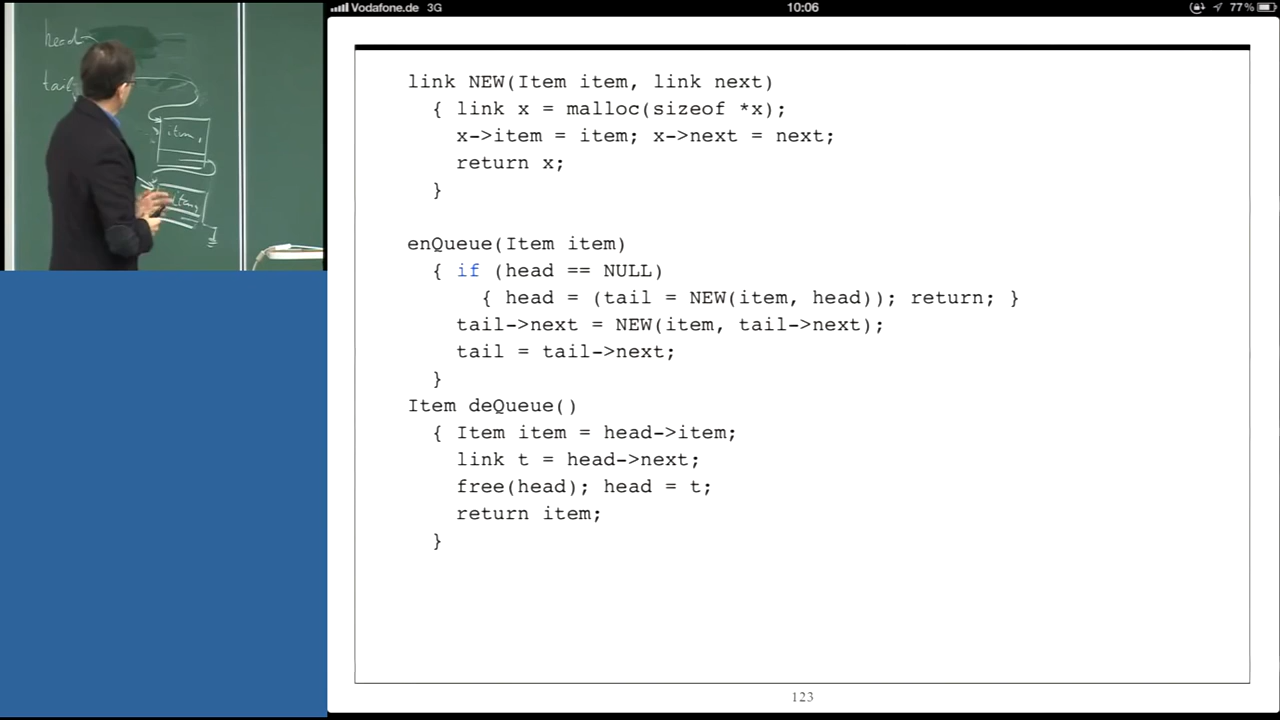 Vodafone.de 3G
10:06
77%
head
tail
item
item
link NEW(Item item, link next)
{ link x = malloc(sizeof *x);
x->item = item; x->next = next;
return x;
}
enQueue(Item item)
{ if (head == NULL)
{ head = (tail = NEW(item, head)); return; }
tail->next = NEW(item, tail->next);
tail = tail->next;
}
Item deQueue()
{ Item item = head->item;
link t = head->next;
free(head); head = t;
return item;
}
123